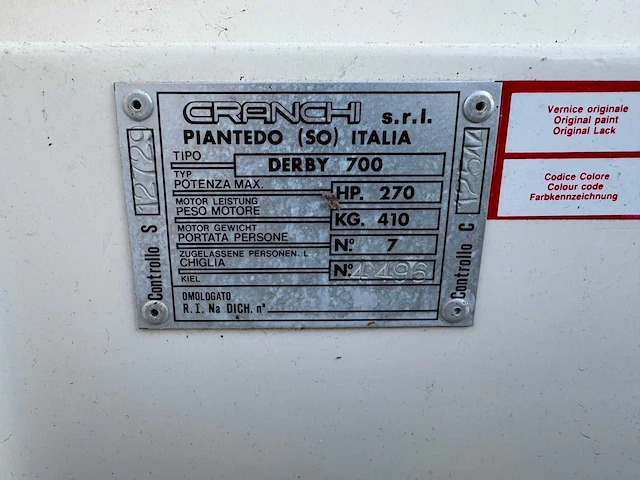 CRANCHI s.r.l.
PIANTEDO (SO) ITALIA
TIPO
TYP
DERBY 700
POTENZA MAX.
MOTOR LEISTUNG
HP. 270
PESO MOTORE
MOTOR GEWICHT
KG. 410
PORTATA PERSONE
ZUGELASSENE PERSONEN. L
N° 7
CHIGLIA
KIEL
N°
OMOLOGATO
R. I. Na DICH. n°
Controllo S
Controllo C
Vernice originale
Original paint
Original Lack
Codice Colore
Colour code
Farbkennzeichnung